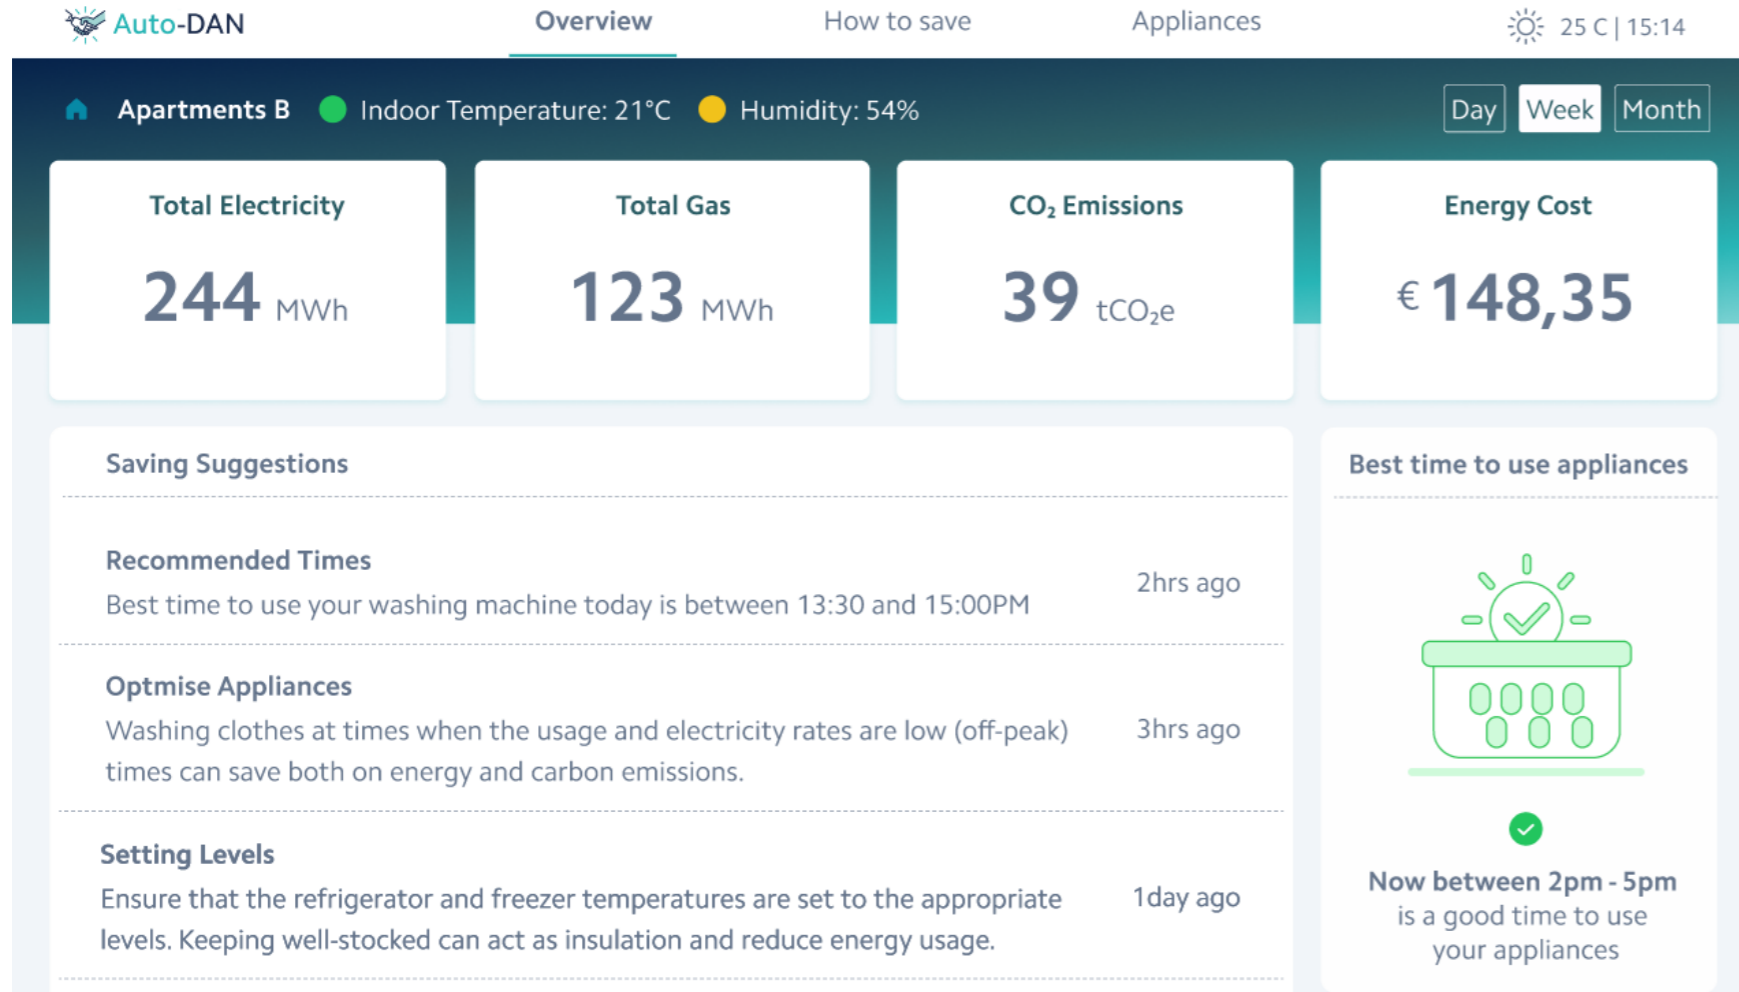 Auto-DAN
Overview
How to save
Appliances
25 C | 15:14
Apartments B
Indoor Temperature: 21°C
Humidity: 54%
Day
Week
Month
Total Electricity
244 MWh
Total Gas
123 MWh
CO₂ Emissions
39 tCO₂e
Energy Cost
€ 148,35
Saving Suggestions
Recommended Times
Best time to use your washing machine today is between 13:30 and 15:00PM
2hrs ago
Optmise Appliances
Washing clothes at times when the usage and electricity rates are low (off-peak)
times can save both on energy and carbon emissions.
3hrs ago
Setting Levels
Ensure that the refrigerator and freezer temperatures are set to the appropriate
levels. Keeping well-stocked can act as insulation and reduce energy usage.
1day ago
Best time to use appliances
Now between 2pm - 5pm
is a good time to use
your appliances